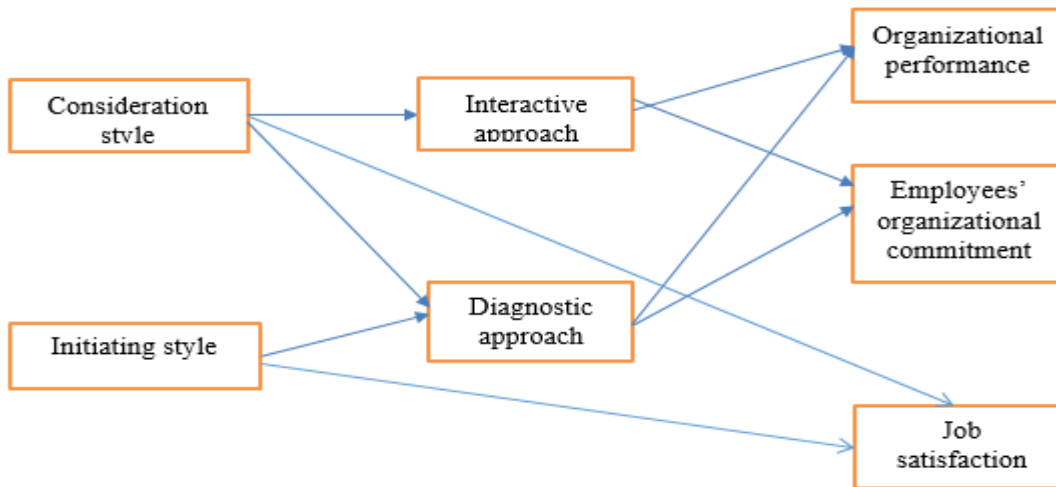 Organizational
performance
Consideration
style
Interactive
approach
Employees’
organizational
commitment
Diagnostic
approach
Initiating style
Job
satisfaction